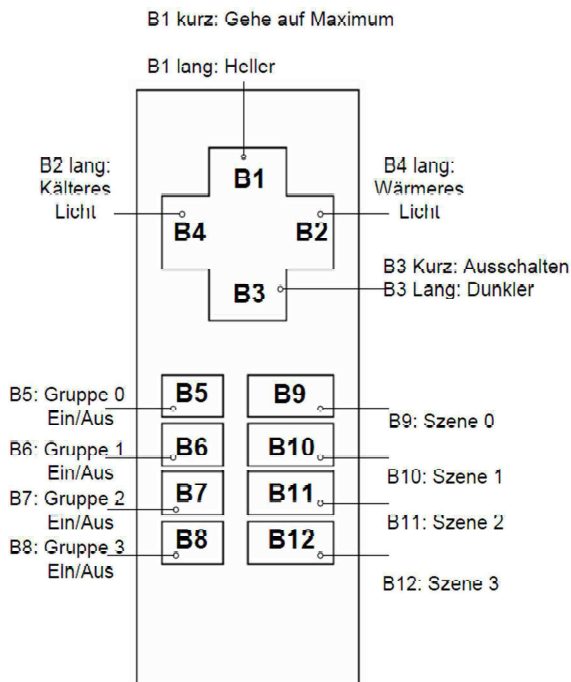 B1 kurz: Gehe auf Maximum
B1 lang: Heller
B2 lang:
Kälteres
Licht
B4 lang:
Wärmeres
Licht
B1
B4
B2
B3
B3 Kurz: Ausschalten
B3 Lang: Dunkler
B5: Gruppe 0
Ein/Aus
B5
B9
B9: Szene 0
B6: Gruppe 1
Ein/Aus
B6
B10
B10: Szene 1
B7: Gruppe 2
Ein/Aus
B7
B11
B11: Szene 2
B8: Gruppe 3
Ein/Aus
B8
B12
B12: Szene 3